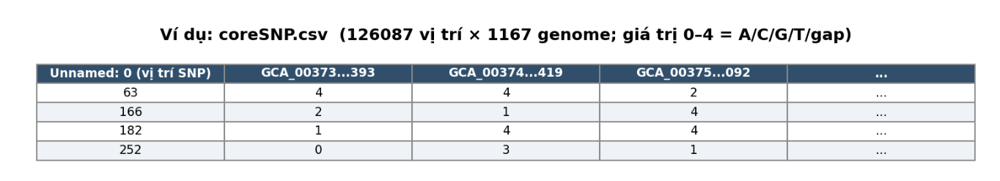 Ví dụ: coreSNP.csv (126087 vị trí × 1167 genome; giá trị 0–4 = A/C/G/T/gap)
Unnamed: 0 (vị trí SNP) GCA_00373...393 GCA_00374...419 GCA_00375...092 ...
63 4 4 2 ...
166 2 1 4 ...
182 1 4 4 ...
252 0 3 1 ...